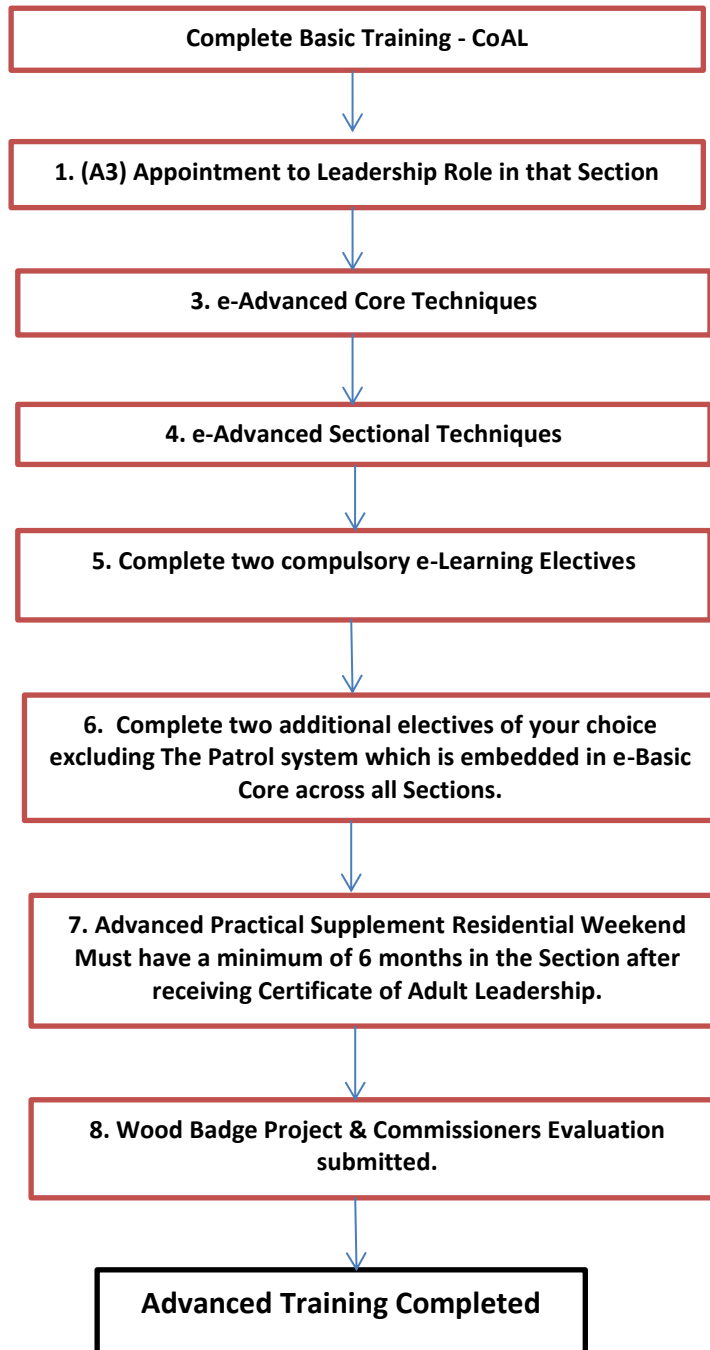 Complete Basic Training - CoAL
1. (A3) Appointment to Leadership Role in that Section
3. e-Advanced Core Techniques
4. e-Advanced Sectional Techniques
5. Complete two compulsory e-Learning Electives
6. Complete two additional electives of your choice
excluding The Patrol system which is embedded in e-Basic
Core across all Sections.
7. Advanced Practical Supplement Residential Weekend
Must have a minimum of 6 months in the Section after
receiving Certificate of Adult Leadership.
8. Wood Badge Project & Commissioners Evaluation
submitted.
Advanced Training Completed